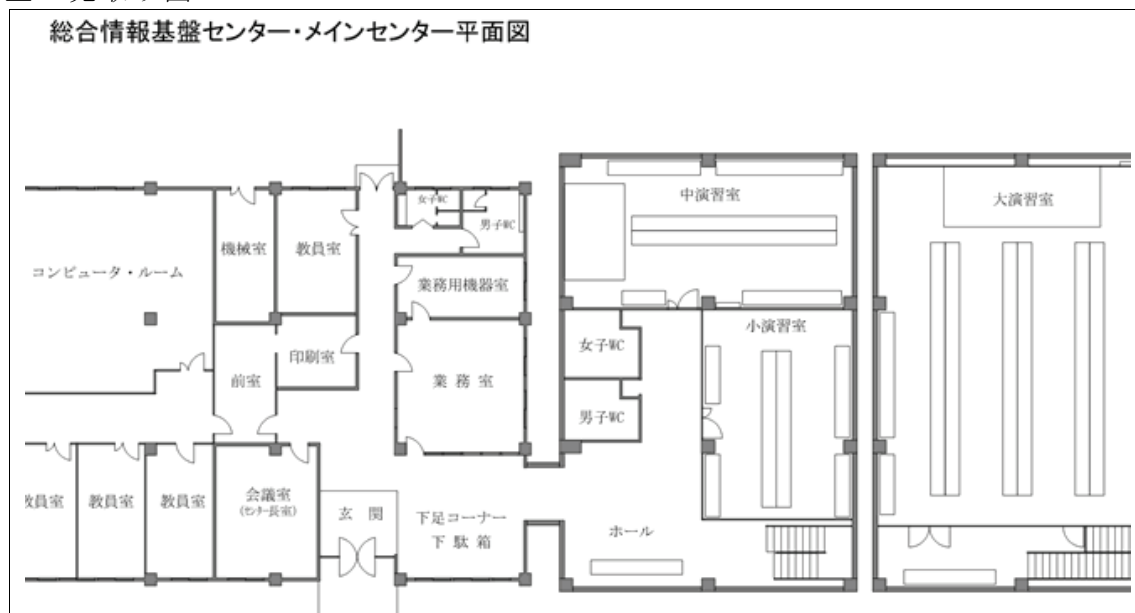 総合情報基盤センター・メインセンター平面図
中演習室
大演習室
女子WC
男子WC
機械室
教員室
コンピュータ・ルーム
業務用機器室
小演習室
女子WC
印刷室
前室
業務室
男子WC
教員室
教員室
教員室
会議室
(センター長室)
玄関
下足コーナー
下駄箱
ホール